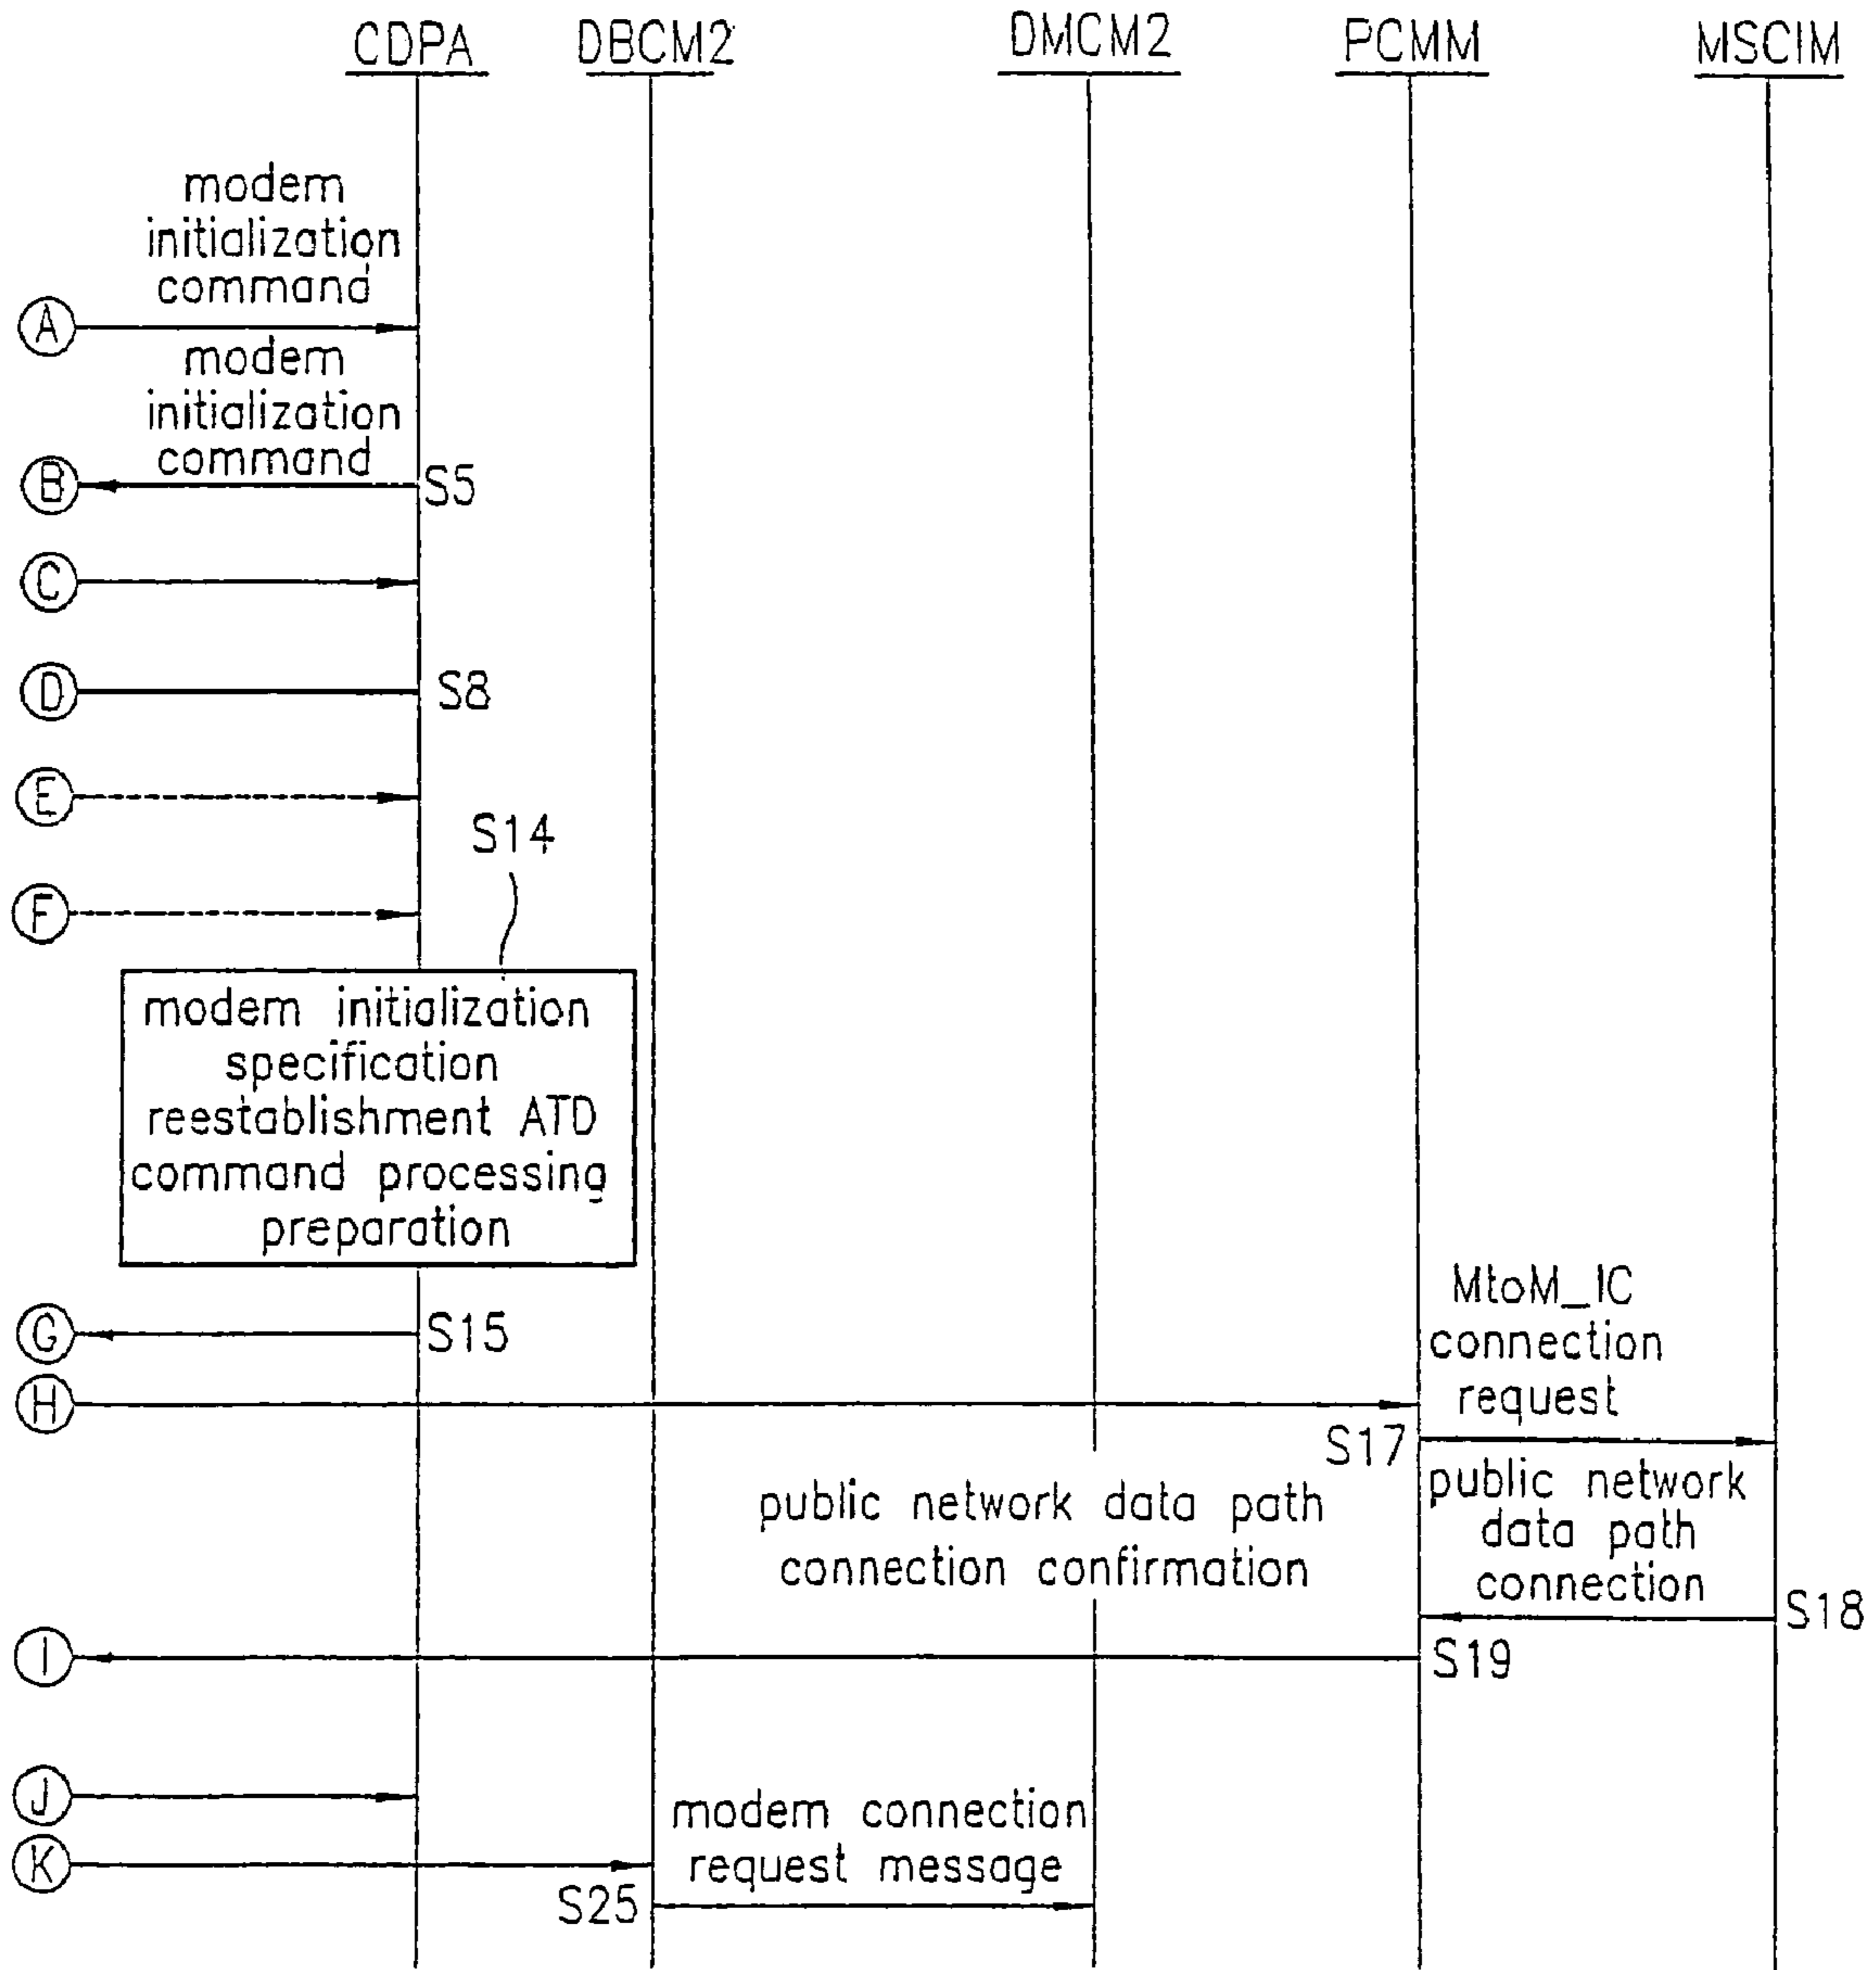 CDPA DBCM2 DMCM2 PCMM MSCIM
modem
initialization
command
A
modem
initialization
command
B S5
C
D S8
E
S14
F
modem initialization
specification
reestablishment ATD
command processing
preparation
G S15
MtoM_IC
connection
request
H
S17
public network data path
connection confirmation
public network
data path
connection
S18
I S19
J
modem connection
request message
K
S25